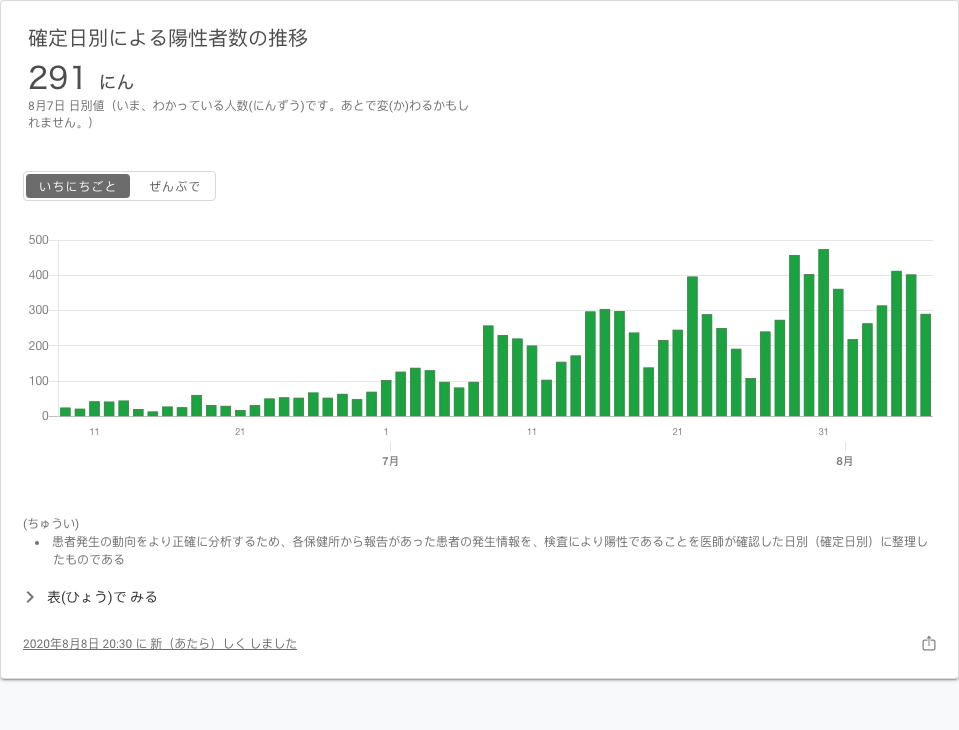 確定日別による陽性者数の推移
291 にん
8月7日 日別値（いま、わかっている人数(にんずう)です。あとで変(か)わるかもし
れません。）
いちにちごと ぜんぶで
500
400
300
200
100
0
11 21 1 11 21 31
7月 8月
(ちゅうい)
• 患者発生の動向をより正確に分析するため、各保健所から報告があった患者の発生情報を、検査により陽性であることを医師が確認した日別（確定日別）に整理し
たものである
表(ひょう)で みる
2020年8月8日 20:30 に 新（あたら）しく しました